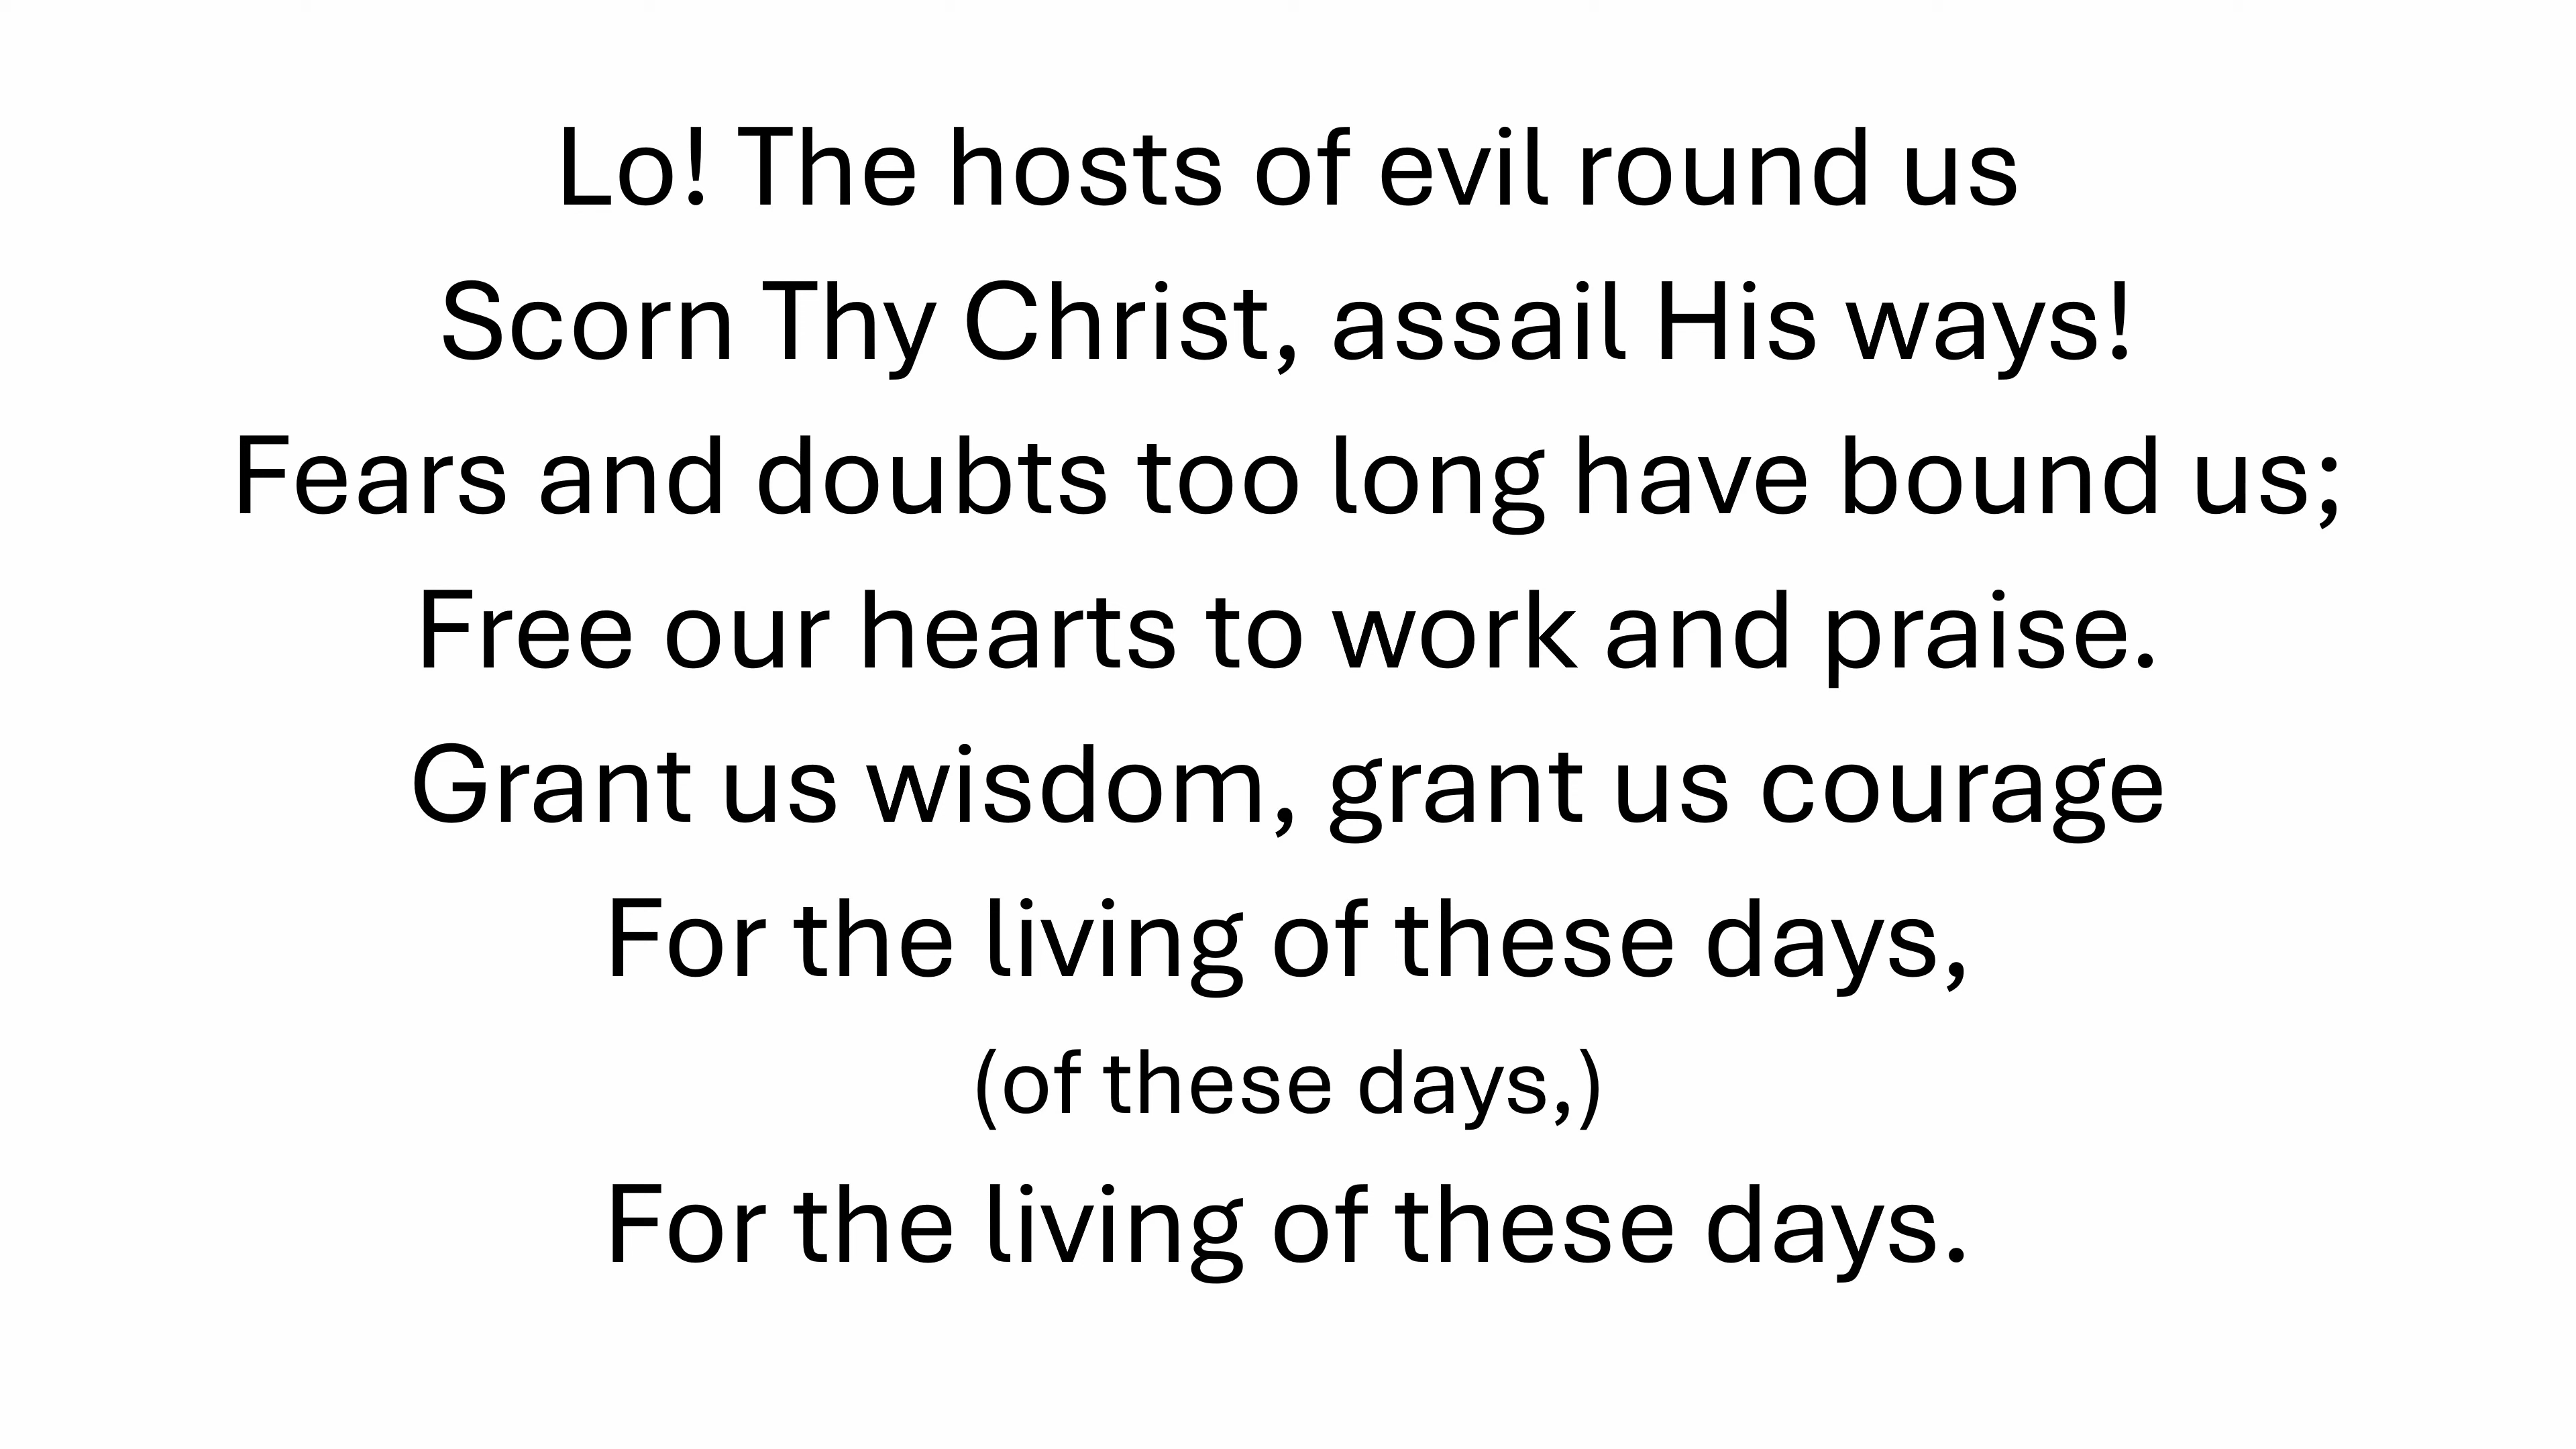 Lo! The hosts of evil round us
Scorn Thy Christ, assail His ways!
Fears and doubts too long have bound us;
Free our hearts to work and praise.
Grant us wisdom, grant us courage
For the living of these days,
(of these days,)
For the living of these days.